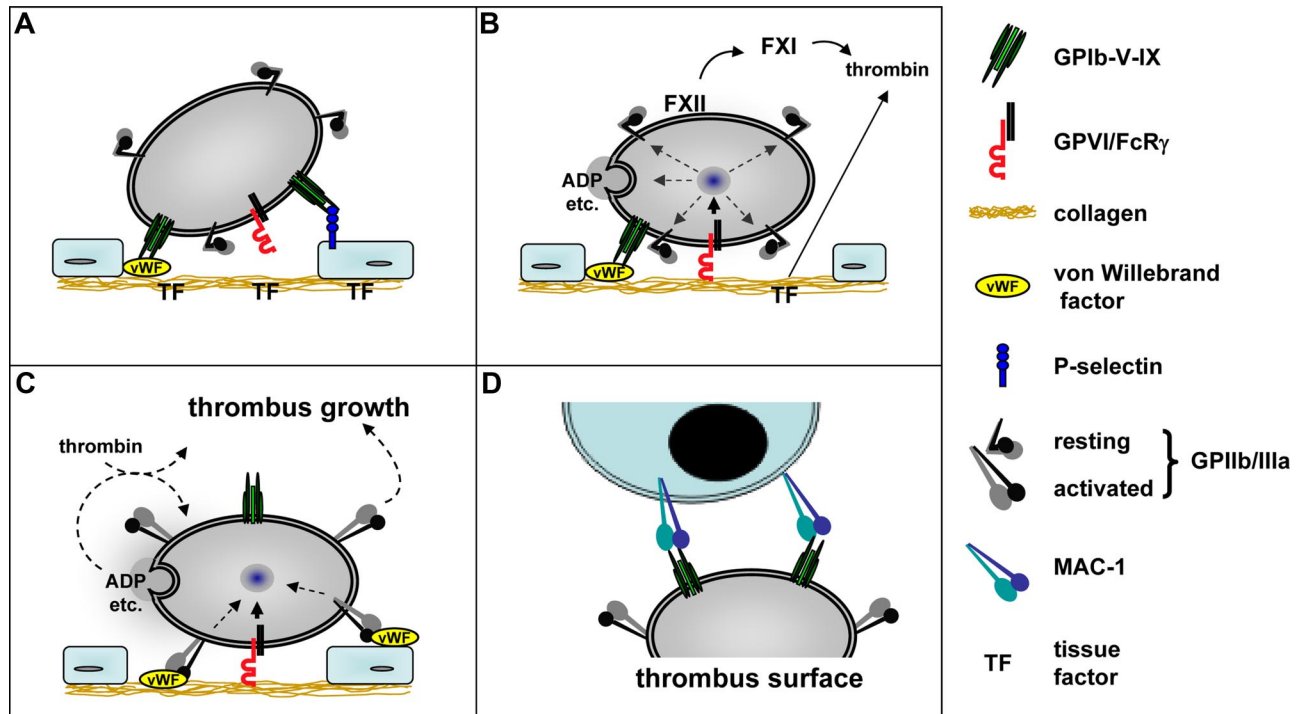 A
vWF
TF TF TF
B
FXI
thrombin
FXII
ADP
etc.
vWF
TF
C
thrombus growth
thrombin
ADP
etc.
vWF
vWF
D
thrombus surface
GPIb-V-IX
GPVI/FcRγ
collagen
vWF
von Willebrand
factor
P-selectin
resting
activated
GPIIb/IIIa
MAC-1
TF
tissue
factor